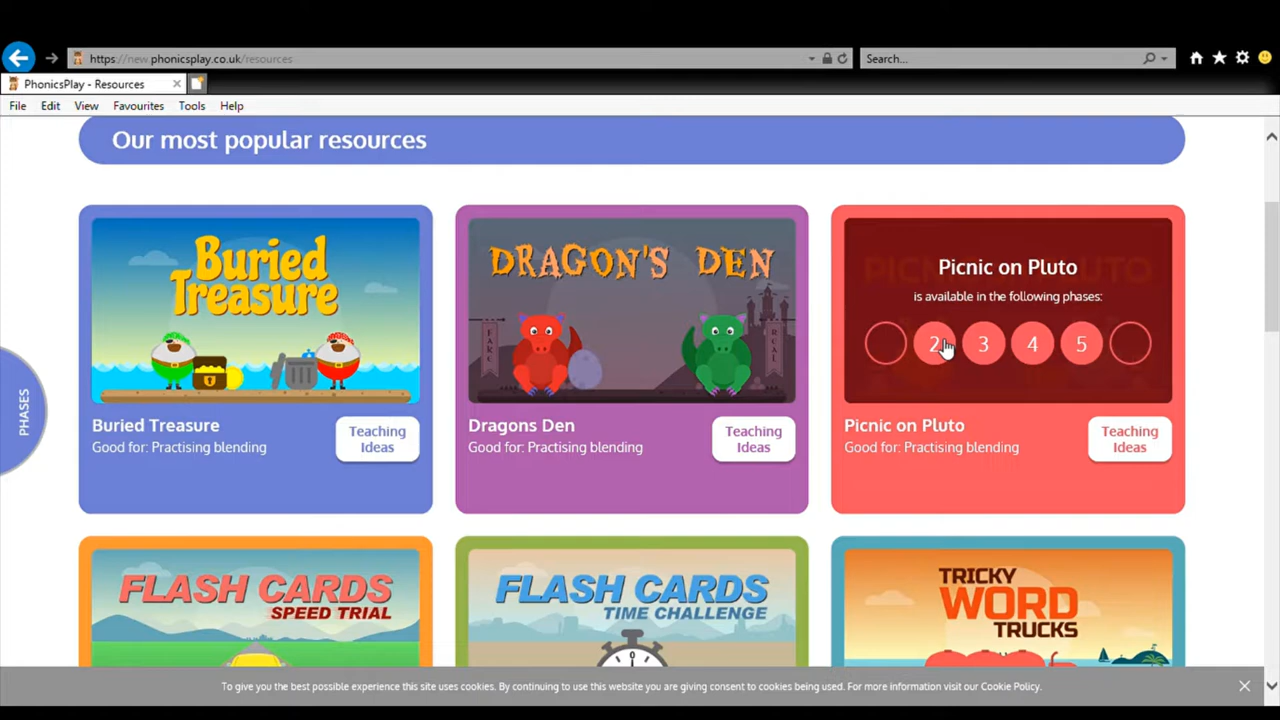 https://new.phonicsplay.co.uk/resources
Search...
PhonicsPlay - Resources
File Edit View Favourites Tools Help
Our most popular resources
PHASES
Buried
Treasure
Buried Treasure
Good for: Practising blending
Teaching
Ideas
DRAGON'S DEN
Dragons Den
Good for: Practising blending
Teaching
Ideas
Picnic on Pluto
is available in the following phases:
2 3 4 5
Picnic on Pluto
Good for: Practising blending
Teaching
Ideas
FLASH CARDS
SPEED TRIAL
FLASH CARDS
TIME CHALLENGE
0
TRICKY
WORD
TRUCKS
To give you the best possible experience this site uses cookies. By continuing to use this website you are giving consent to cookies being used. For more information visit our Cookie Policy.